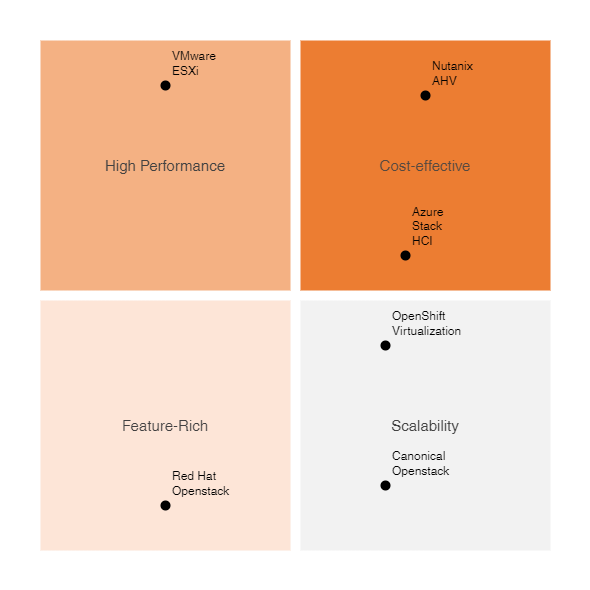 VMware
ESXi
High Performance
Nutanix
AHV
Cost-effective
Azure
Stack
HCI
Feature-Rich
Red Hat
Openstack
OpenShift
Virtualization
Scalability
Canonical
Openstack